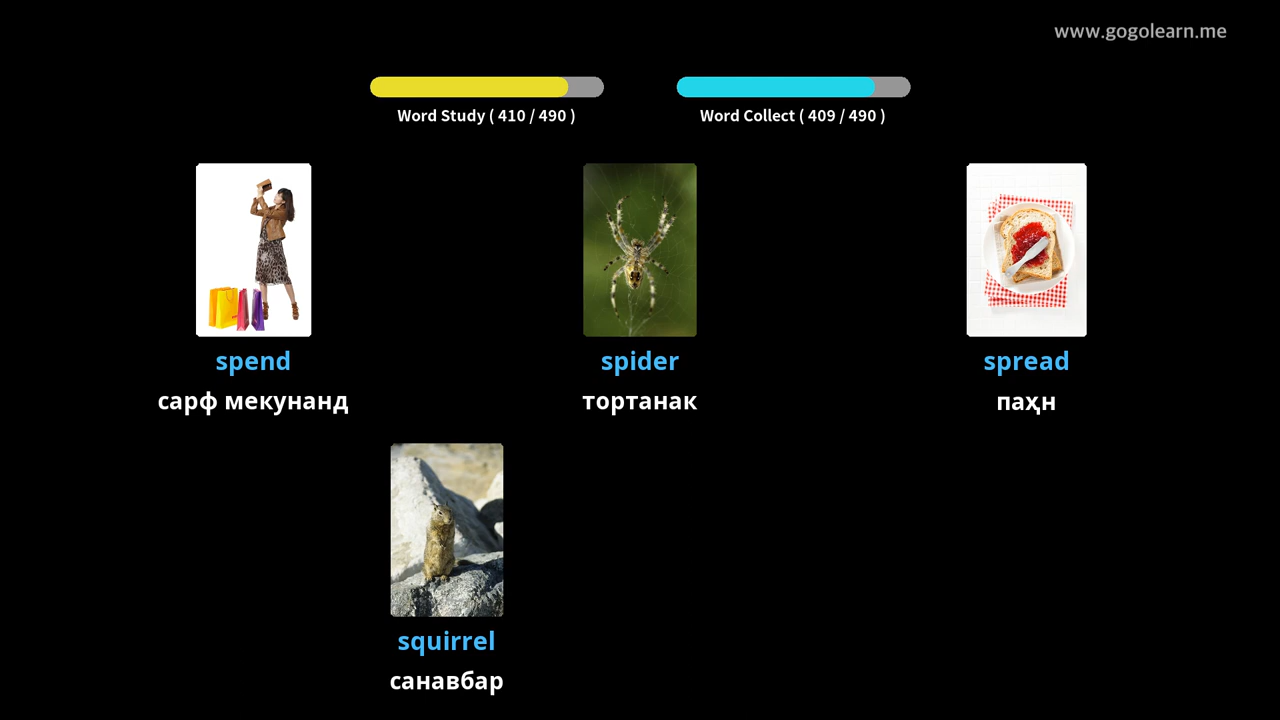 www.gogolearn.me
Word Study ( 410 / 490 )
Word Collect ( 409 / 490 )
spend
сарф мекунанд
spider
тортанак
spread
паҳн
squirrel
санавбар